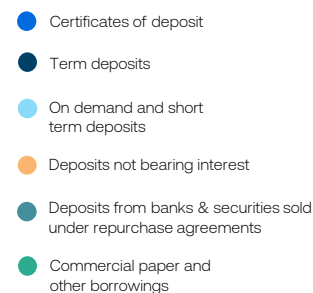 Certificates of deposit
Term deposits
On demand and short
term deposits
Deposits not bearing interest
Deposits from banks & securities sold
under repurchase agreements
Commercial paper and
other borrowings